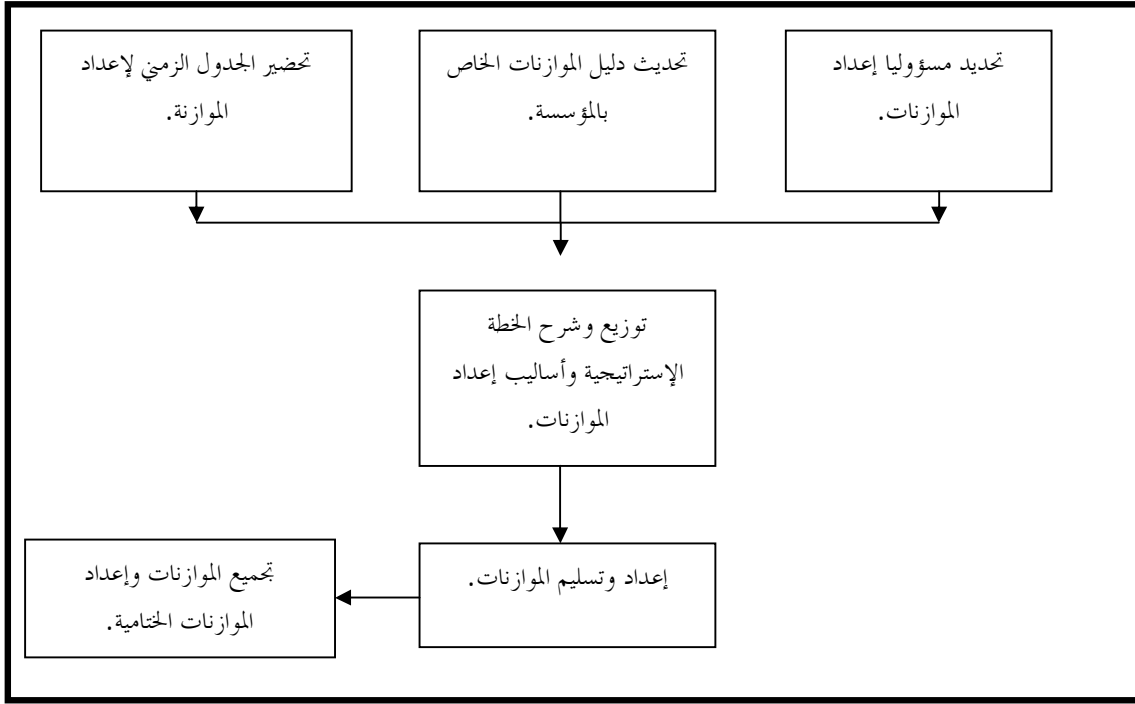 تحديد مسؤوليا إعداد
الموازنات.
تحديث دليل الموازنات الخاص
بالمؤسسة.
تحضير الجدول الزمني لإعداد
الموازنة.
توزيع وشرح الخطة
الإستراتيجية وأساليب إعداد
الموازنات.
إعداد وتسليم الموازنات.
تجميع الموازنات وإعداد
الموازنات الختامية.